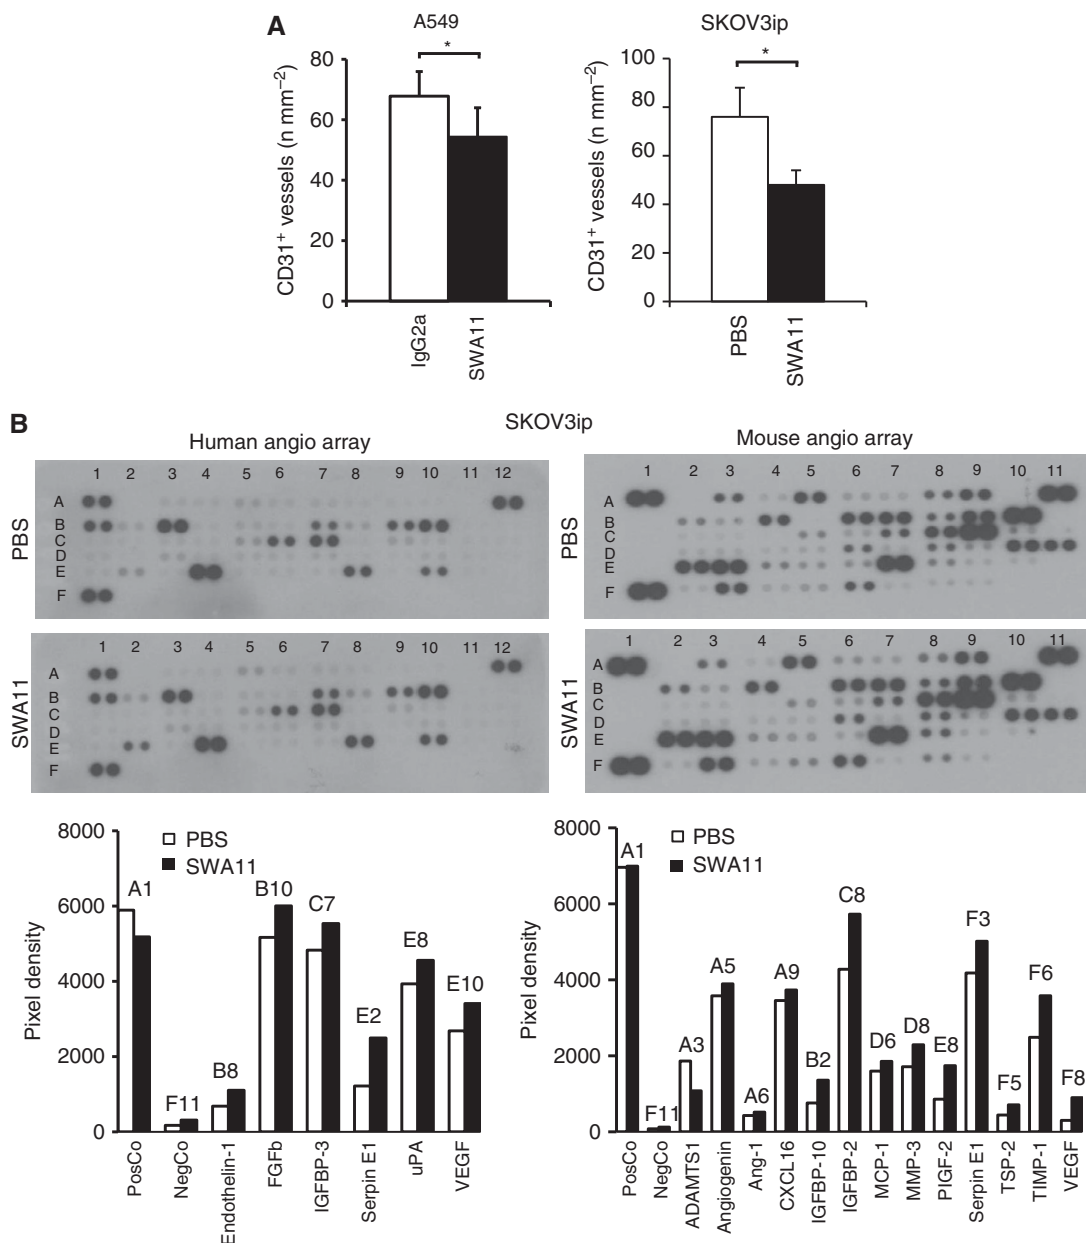 A
A549
SKOV3ip
*
*
CD31+ vessels (n mm−2)
80
60
40
20
0
IgG2a
SWA11
CD31+ vessels (n mm−2)
100
80
60
40
20
0
PBS
SWA11
B
SKOV3ip
Human angio array
Mouse angio array
PBS
1 2 3 4 5 6 7 8 9 10 11 12
A
B
C
D
E
F
PBS
1 2 3 4 5 6 7 8 9 10 11
A
B
C
D
E
F
SWA11
1 2 3 4 5 6 7 8 9 10 11 12
A
B
C
D
E
F
SWA11
1 2 3 4 5 6 7 8 9 10 11
A
B
C
D
E
F
Pixel density
8000
6000
4000
2000
0
PBS
SWA11
A1
F11
B8
B10
C7
E2
E8
E10
PosCo
NegCo
Endothelin-1
FGFb
IGFBP-3
Serpin E1
uPA
VEGF
Pixel density
8000
6000
4000
2000
0
PBS
SWA11
A1
F11
A3
A5
A6
A9
B2
C8
D6
D8
E8
F3
F5
F6
F8
PosCo
NegCo
ADAMTS1
Angiogenin
Ang-1
CXCL16
IGFBP-10
IGFBP-2
MCP-1
MMP-3
PIGF-2
Serpin E1
TSP-2
TIMP-1
VEGF